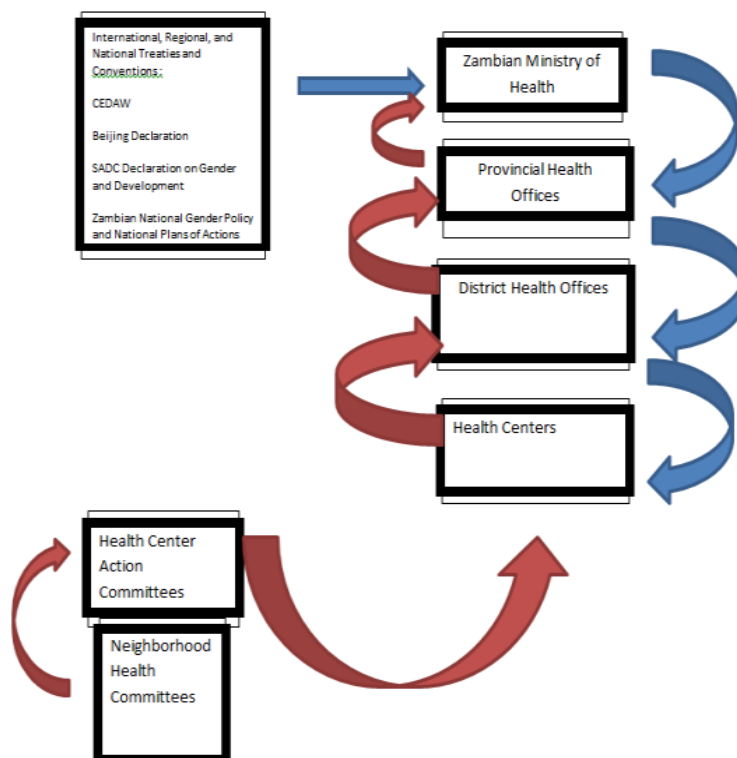 International, Regional, and
National Treaties and
Conventions:
CEDAW
Beijing Declaration
SADC Declaration on Gender
and Development
Zambian National Gender Policy
and National Plans of Actions
Zambian Ministry of
Health
Provincial Health
Offices
District Health Offices
Health Centers
Health Center
Action
Committees
Neighborhood
Health
Committees